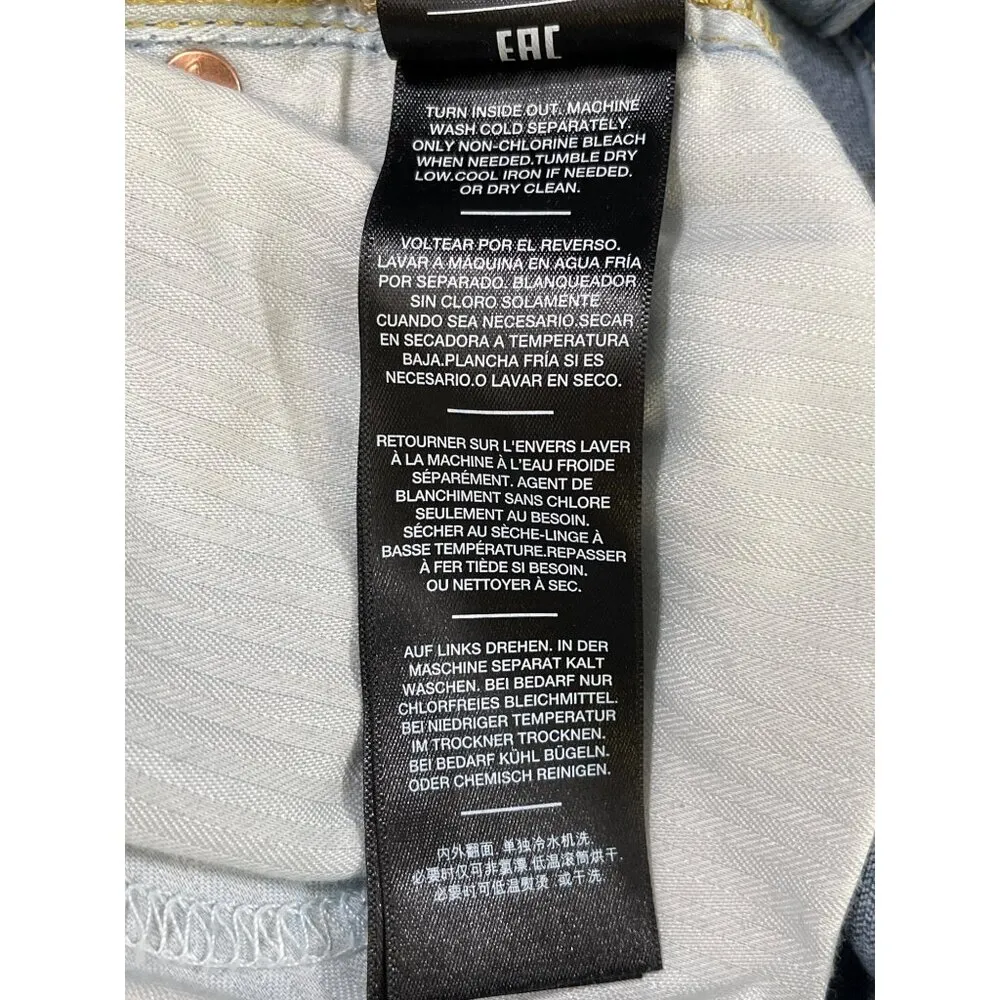 EAC
TURN INSIDE OUT. MACHINE
WASH COLD SEPARATELY.
ONLY NON-CHLORINE BLEACH
WHEN NEEDED.TUMBLE DRY
LOW.COOL IRON IF NEEDED.
OR DRY CLEAN.
VOLTEAR POR EL REVERSO.
LAVAR A MÁQUINA EN AGUA FRÍA
POR SEPARADO. BLANQUEADOR
SIN CLORO SOLAMENTE
CUANDO SEA NECESARIO.SECAR
EN SECADORA A TEMPERATURA
BAJA.PLANCHA FRÍA SI ES
NECESARIO.O LAVAR EN SECO.
RETOURNER SUR L'ENVERS LAVER
À LA MACHINE À L'EAU FROIDE
SÉPARÉMENT. AGENT DE
BLANCHIMENT SANS CHLORE
SEULEMENT AU BESOIN.
SÉCHER AU SÈCHE-LINGE À
BASSE TEMPÉRATURE.REPASSER
À FER TIÈDE SI BESOIN.
OU NETTOYER À SEC.
AUF LINKS DREHEN. IN DER
MASCHINE SEPARAT KALT
WASCHEN. BEI BEDARF NUR
CHLORFREIES BLEICHMITTEL.
BEI NIEDRIGER TEMPERATUR
IM TROCKNER TROCKNEN.
BEI BEDARF KÜHL BÜGELN.
ODER CHEMISCH REINIGEN.
内外翻面. 单独冷水机洗.
必要时仅可非氯漂.低温滚筒烘干.
必要时可低温熨烫. 或干洗.